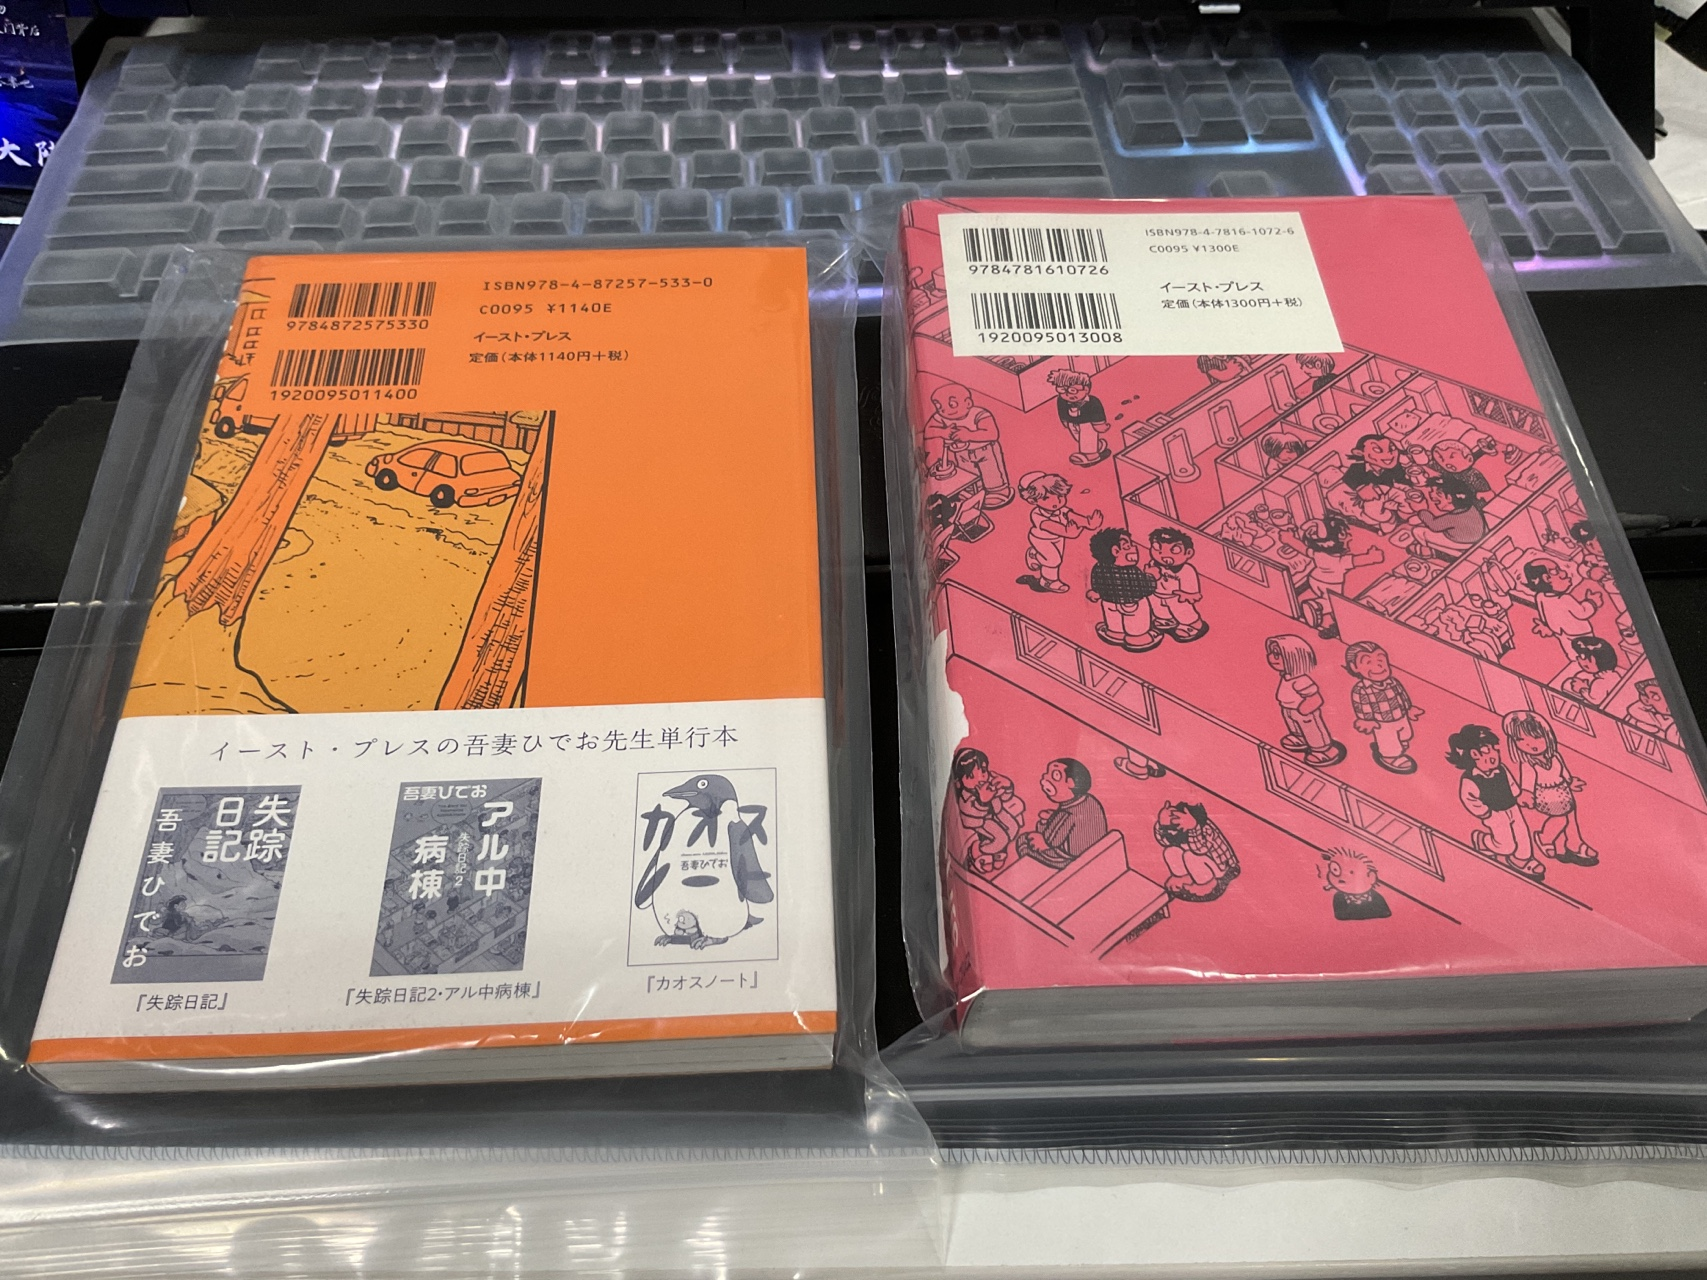 大陆
ISBN978-4-87257-533-0
9784872575330
C0095 ¥1140E
イースト・プレス
定価(本体1140円+税)
1920095011400
イースト・プレスの吾妻ひでお先生単行本
失踪
日記
吾妻ひでお
『失踪日記』
吾妻ひでお
アル中
病棟
失踪日記2
『失踪日記2・アル中病棟』
カオス
ノート
吾妻ひでお
『カオスノート』
ISBN978-4-7816-1072-6
9784781610726
C0095 ¥1300E
イースト・プレス
定価(本体1300円+税)
1920095013008